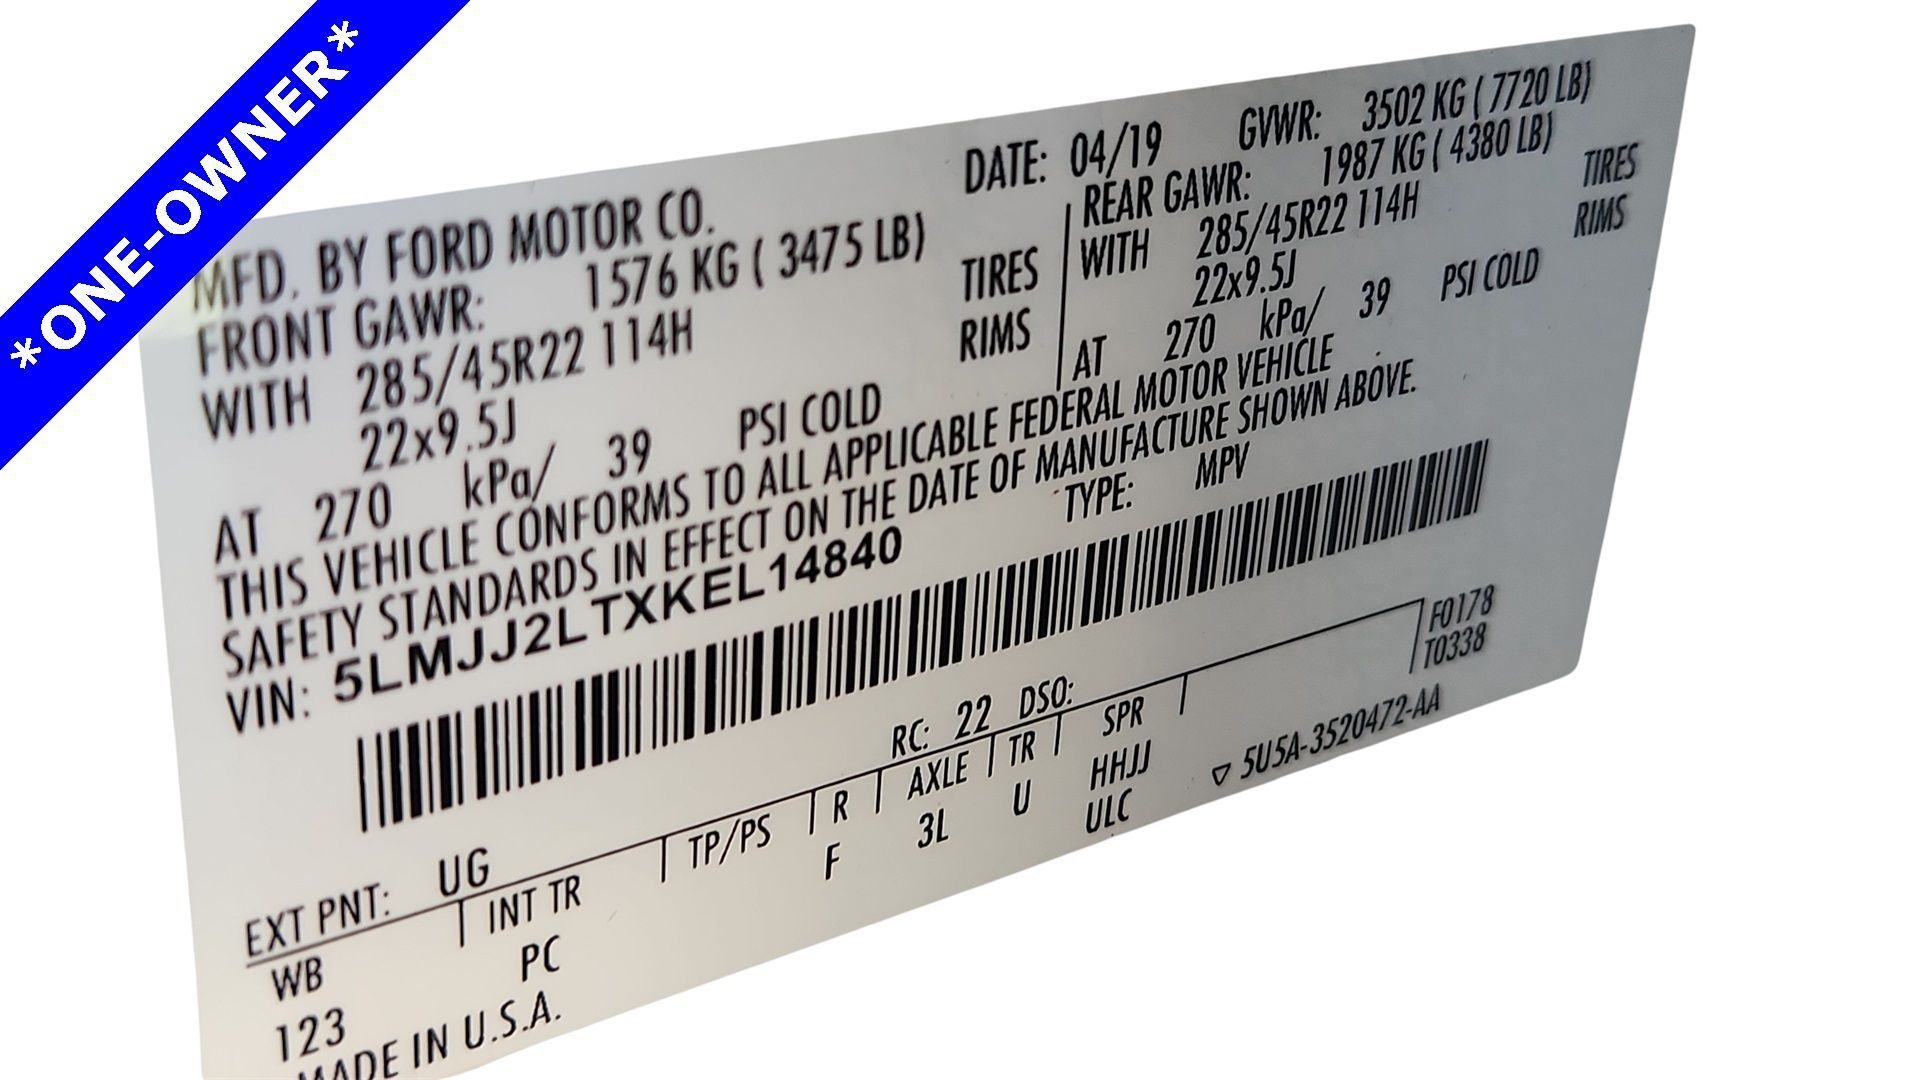 *ONE-OWNER*
MFD. BY FORD MOTOR CO.
DATE: 04/19
GVWR: 3502 KG ( 7720 LB)
FRONT GAWR: 1576 KG ( 3475 LB)
REAR GAWR: 1987 KG ( 4380 LB)
WITH 285/45R22 114H TIRES
WITH 285/45R22 114H TIRES
22x9.5J RIMS
22x9.5J RIMS
AT 270 kPa/ 39 PSI COLD
AT 270 kPa/ 39 PSI COLD
THIS VEHICLE CONFORMS TO ALL APPLICABLE FEDERAL MOTOR VEHICLE
SAFETY STANDARDS IN EFFECT ON THE DATE OF MANUFACTURE SHOWN ABOVE.
VIN: 5LMJJ2LTXKEL14840
TYPE: MPV
F0178
T0338
EXT PNT: UG RC: 22 DSO:
WB INT TR TP/PS R AXLE TR SPR
123 PC F 3L U HHJJ
ULC
MADE IN U.S.A.
▽ 5U5A-3520472-AA